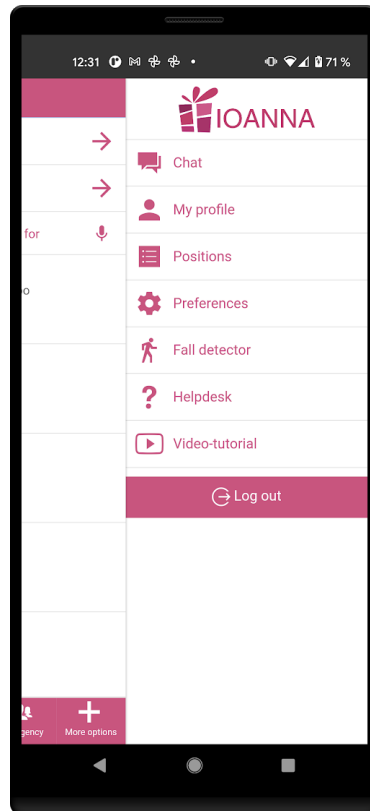 12:31
71 %
IOANNA
Chat
My profile
for
Positions
Preferences
Fall detector
Helpdesk
Video-tutorial
Log out
More options